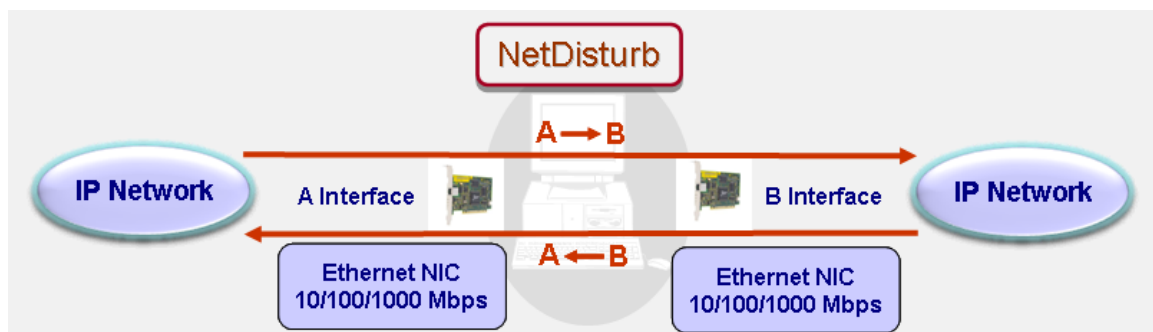 NetDisturb
A B
IP Network
A Interface
B Interface
IP Network
A B
Ethernet NIC
10/100/1000 Mbps
Ethernet NIC
10/100/1000 Mbps